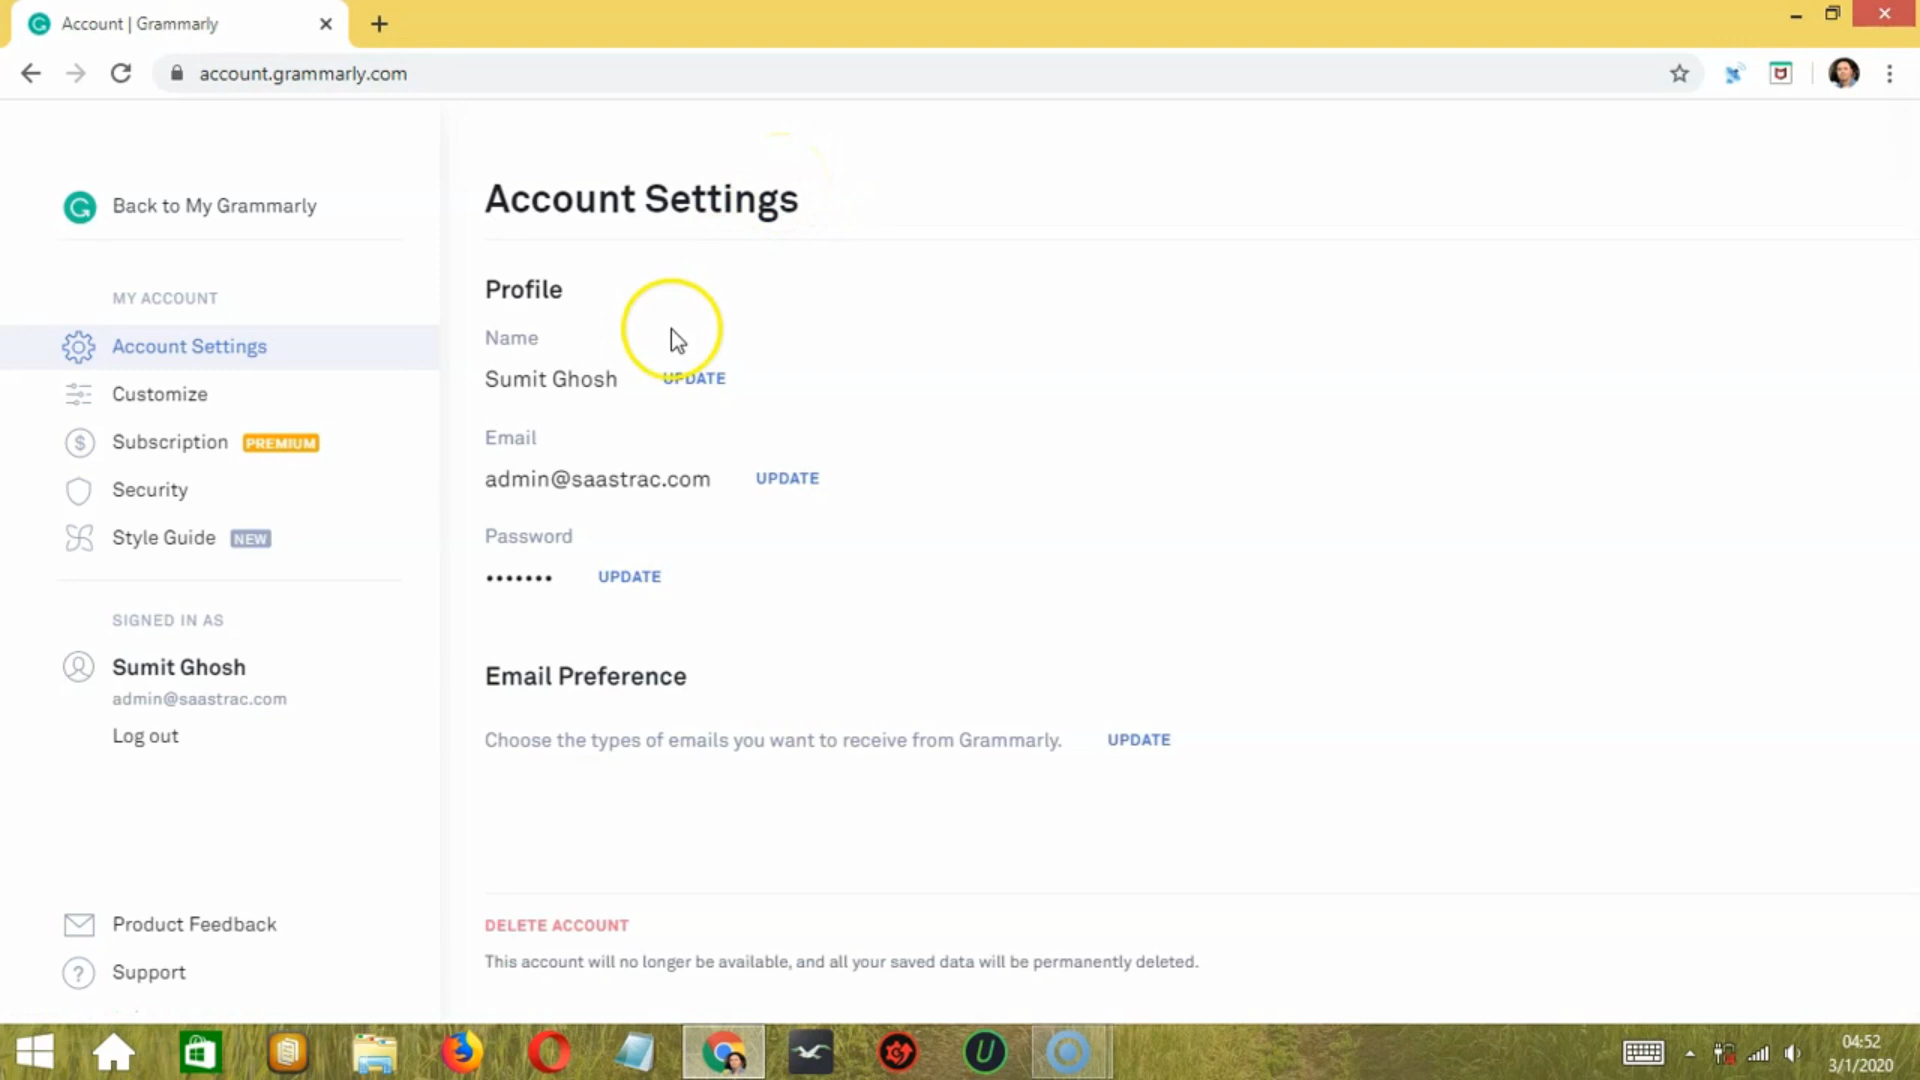 Account | Grammarly
account.grammarly.com
Back to My Grammarly
MY ACCOUNT
Account Settings
Customize
Subscription PREMIUM
Security
Style Guide NEW
SIGNED IN AS
Sumit Ghosh
admin@saastrac.com
Log out
Product Feedback
Support
Account Settings
Profile
Name
Sumit Ghosh UPDATE
Email
admin@saastrac.com UPDATE
Password
••••••• UPDATE
Email Preference
Choose the types of emails you want to receive from Grammarly. UPDATE
DELETE ACCOUNT
This account will no longer be available, and all your saved data will be permanently deleted.
04:52
3/1/2020